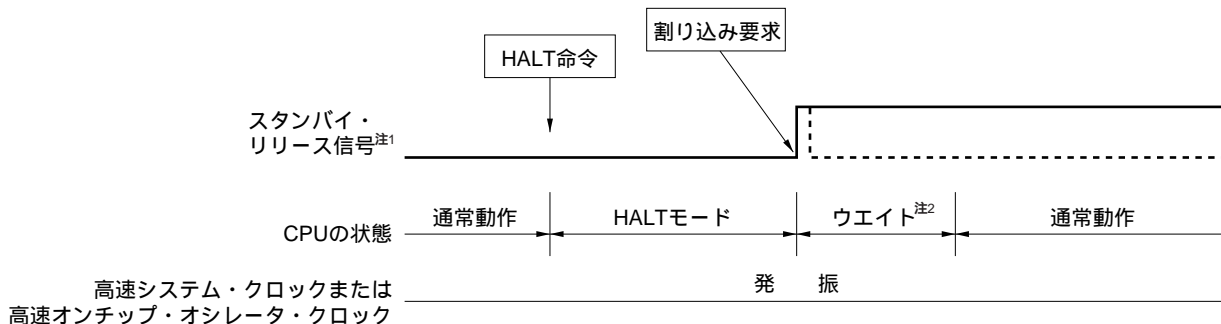 割り込み要求
HALT命令
スタンバイ・
リリース信号注1
通常動作 HALTモード ウエイト注2 通常動作
CPUの状態
発 振
高速システム・クロックまたは
高速オンチップ・オシレータ・クロック